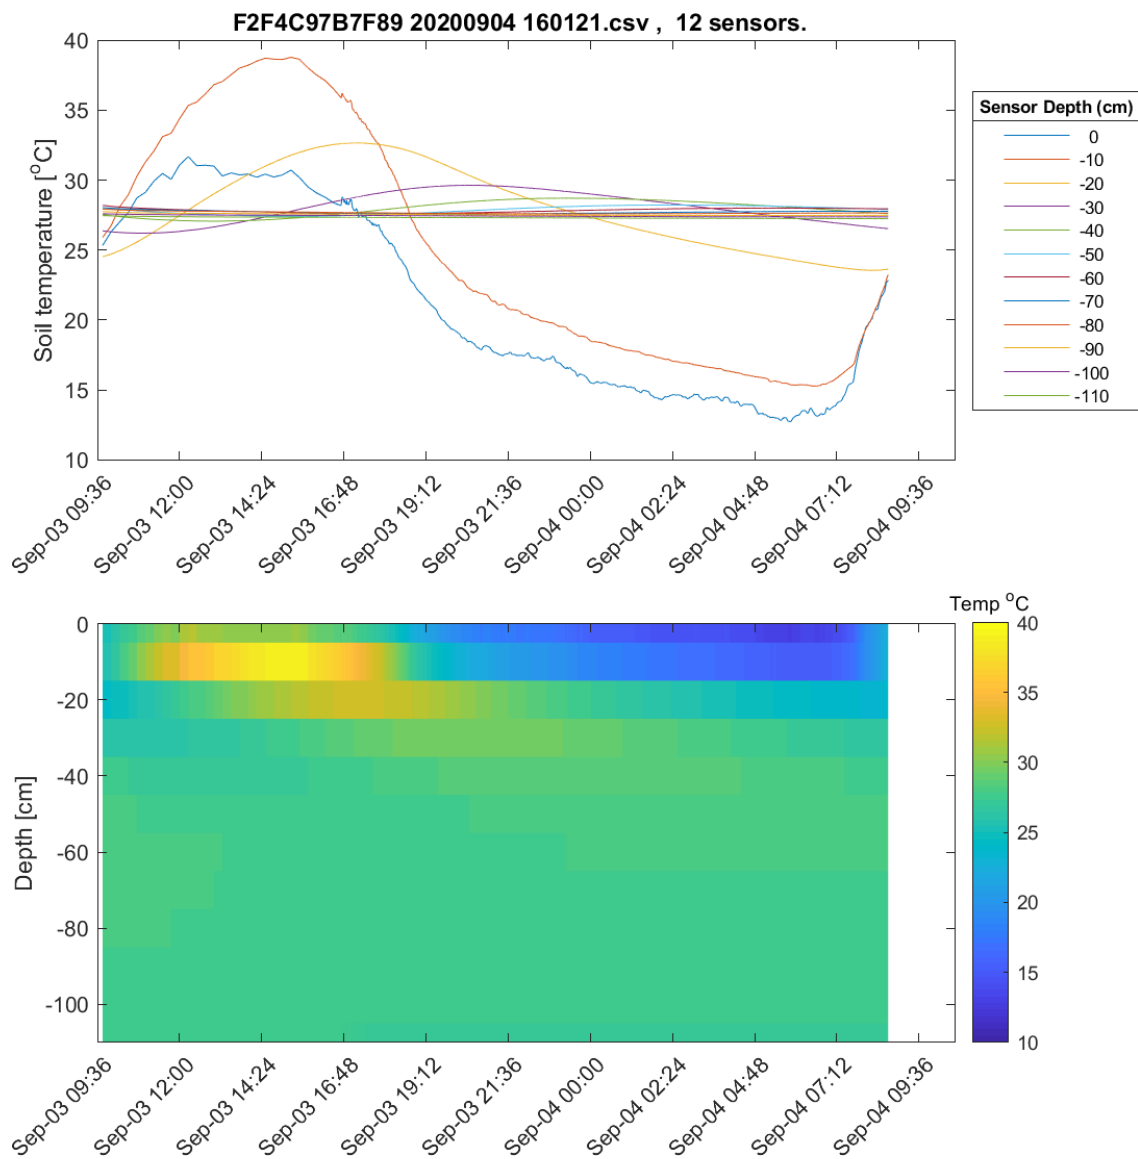 F2F4C97B7F89 20200904 160121.csv ,  12 sensors.
40
35
30
25
20
15
10
Soil temperature [°C]
Sep-03 09:36
Sep-03 12:00
Sep-03 14:24
Sep-03 16:48
Sep-03 19:12
Sep-03 21:36
Sep-04 00:00
Sep-04 02:24
Sep-04 04:48
Sep-04 07:12
Sep-04 09:36
Sensor Depth (cm)
0
-10
-20
-30
-40
-50
-60
-70
-80
-90
-100
-110
Temp °C
0
-20
-40
-60
-80
-100
Depth [cm]
Sep-03 09:36
Sep-03 12:00
Sep-03 14:24
Sep-03 16:48
Sep-03 19:12
Sep-03 21:36
Sep-04 00:00
Sep-04 02:24
Sep-04 04:48
Sep-04 07:12
Sep-04 09:36
40
35
30
25
20
15
10